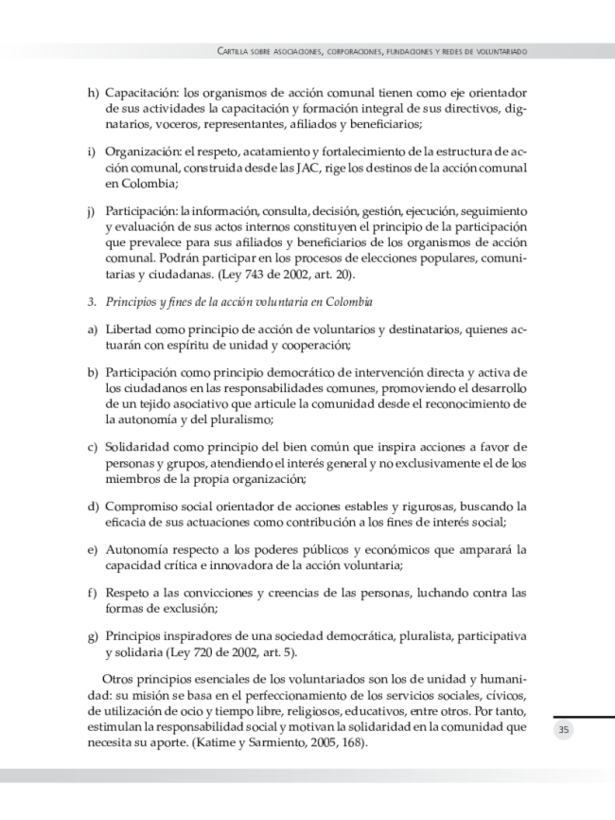 Cartilla sobre asociaciones, corporaciones, fundaciones y redes de voluntariado
h) Capacitación: los organismos de acción comunal tienen como eje orientador
de sus actividades la capacitación y formación integral de sus directivos, dig-
natarios, voceros, representantes, afiliados y beneficiarios;
i) Organización: el respeto, acatamiento y fortalecimiento de la estructura de ac-
ción comunal, construida desde las JAC, rige los destinos de la acción comunal
en Colombia;
j) Participación: la información, consulta, decisión, gestión, ejecución, seguimiento
y evaluación de sus actos internos constituyen el principio de la participación
que prevalece para sus afiliados y beneficiarios de los organismos de acción
comunal. Podrán participar en los procesos de elecciones populares, comuni-
tarias y ciudadanas. (Ley 743 de 2002, art. 20).
3. Principios y fines de la acción voluntaria en Colombia
a) Libertad como principio de acción de voluntarios y destinatarios, quienes ac-
tuarán con espíritu de unidad y cooperación;
b) Participación como principio democrático de intervención directa y activa de
los ciudadanos en las responsabilidades comunes, promoviendo el desarrollo
de un tejido asociativo que articule la comunidad desde el reconocimiento de
la autonomía y del pluralismo;
c) Solidaridad como principio del bien común que inspira acciones a favor de
personas y grupos, atendiendo el interés general y no exclusivamente el de los
miembros de la propia organización;
d) Compromiso social orientador de acciones estables y rigurosas, buscando la
eficacia de sus actuaciones como contribución a los fines de interés social;
e) Autonomía respecto a los poderes públicos y económicos que amparará la
capacidad crítica e innovadora de la acción voluntaria;
f) Respeto a las convicciones y creencias de las personas, luchando contra las
formas de exclusión;
g) Principios inspiradores de una sociedad democrática, pluralista, participativa
y solidaria (Ley 720 de 2002, art. 5).
Otros principios esenciales de los voluntariados son los de unidad y humani-
dad: su misión se basa en el perfeccionamiento de los servicios sociales, cívicos,
de utilización de ocio y tiempo libre, religiosos, educativos, entre otros. Por tanto,
estimulan la responsabilidad social y motivan la solidaridad en la comunidad que
necesita su aporte. (Katime y Sarmiento, 2005, 168).
35